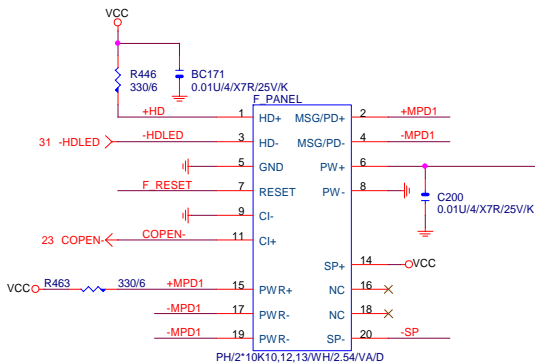 VCC
R446
330/6
BC171
0.01U/4/X7R/25V/K
F_PANEL
+HD 1 HD+ MSG/PD+ 2 +MPD1
31 -HDLED -HDLED 3 HD- MSG/PD- 4 -MPD1
5 GND PW+ 6
F_RESET 7 RESET PW- 8
C200
0.01U/4/X7R/25V/K
9 CI-
23 COPEN- COPEN- 11 CI+
SP+ 14 VCC
VCC R463 330/6 +MPD1 15 PWR+ NC 16
-MPD1 17 PWR- NC 18
-MPD1 19 PWR- SP- 20 -SP
PH/2*10K10,12,13/WH/2.54/VA/D